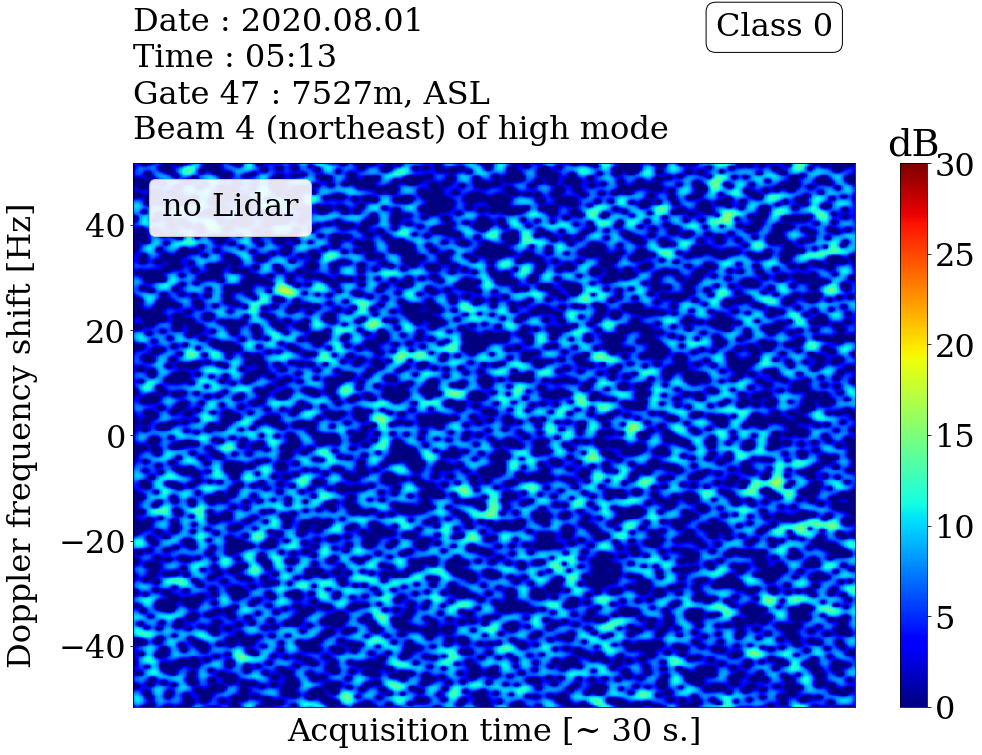 Date : 2020.08.01
Time : 05:13
Gate 47 : 7527m, ASL
Beam 4 (northeast) of high mode
Class 0
dB
no Lidar
Doppler frequency shift [Hz]
40
20
0
−20
−40
Acquisition time [~ 30 s.]
30
25
20
15
10
5
0